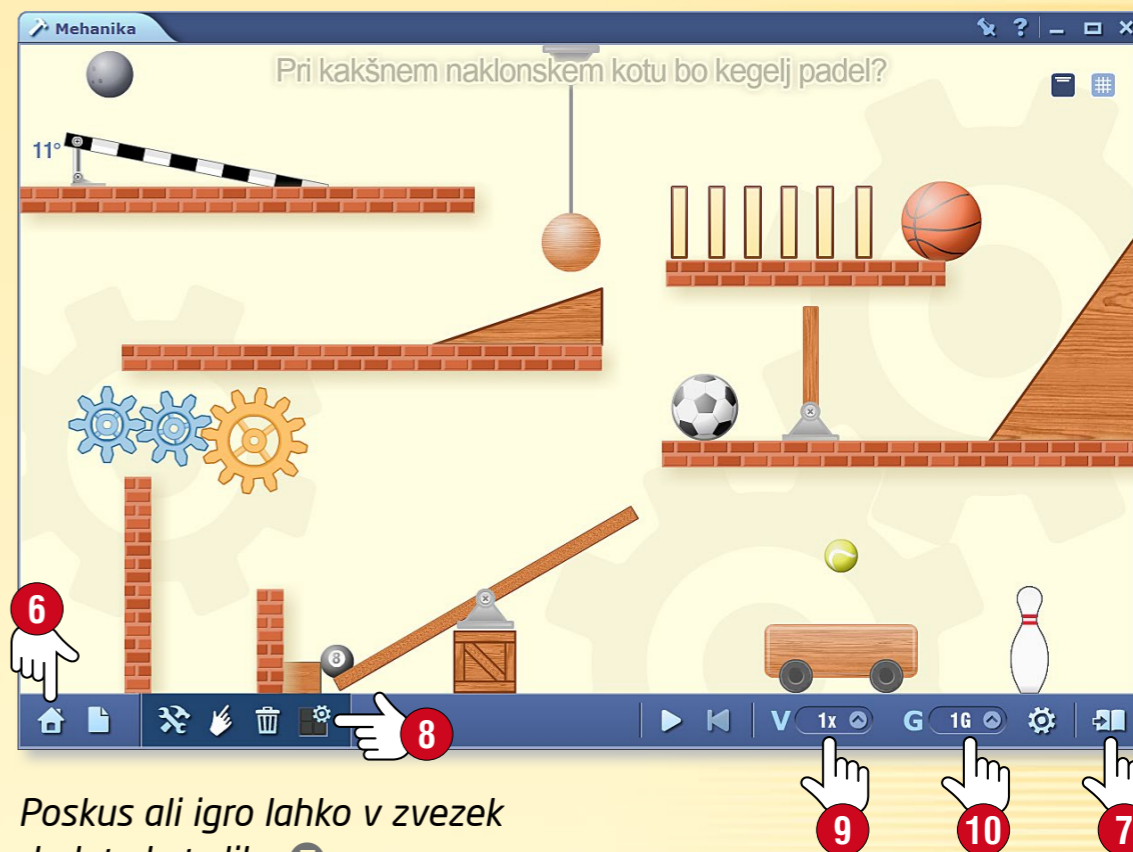 Mehanika
?
Pri kakšnem naklonskem kotu bo kegelj padel?
11°
8
6
8
V 1x G 1G
9
10
7
Poskus ali igro lahko v zvezek